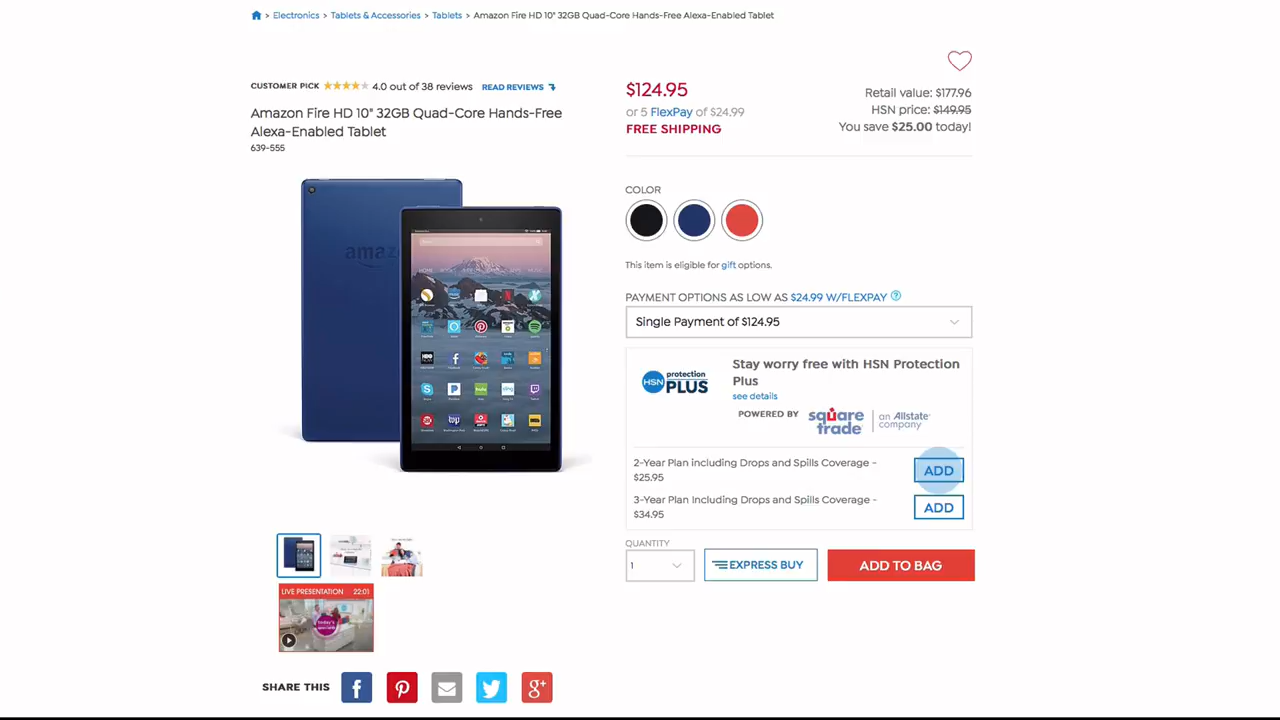 > Electronics > Tablets & Accessories > Tablets > Amazon Fire HD 10" 32GB Quad-Core Hands-Free Alexa-Enabled Tablet
CUSTOMER PICK 4.0 out of 38 reviews READ REVIEWS
Amazon Fire HD 10" 32GB Quad-Core Hands-Free
Alexa-Enabled Tablet
639-555
amaz
$124.95
or 5 FlexPay of $24.99
FREE SHIPPING
Retail value: $177.96
HSN price: $149.95
You save $25.00 today!
COLOR
This item is eligible for gift options.
PAYMENT OPTIONS AS LOW AS $24.99 W/FLEXPAY ?
Single Payment of $124.95
HSN protection PLUS
Stay worry free with HSN Protection
Plus
see details
POWERED BY square trade an Allstate company
2-Year Plan including Drops and Spills Coverage -
$25.95
ADD
3-Year Plan Including Drops and Spills Coverage -
$34.95
ADD
QUANTITY
1
EXPRESS BUY
ADD TO BAG
LIVE PRESENTATION 22:01
today's
SHARE THIS